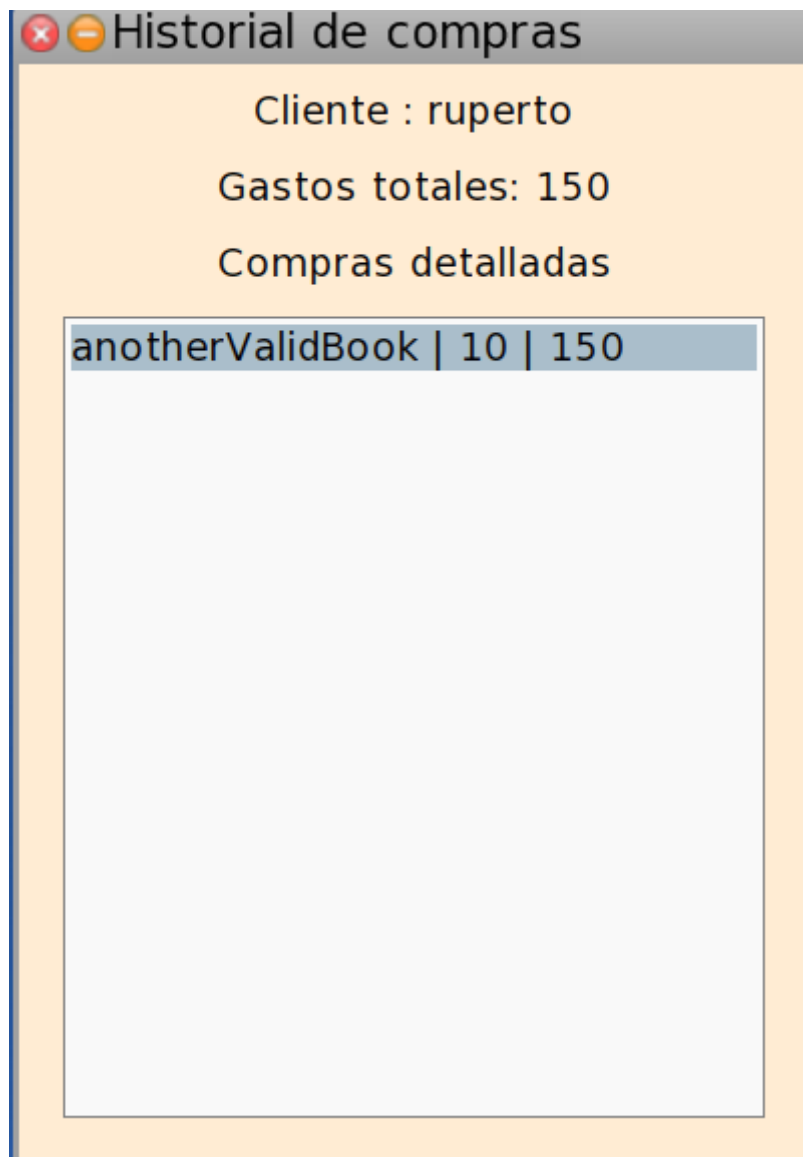 Historial de compras
Cliente : ruperto
Gastos totales: 150
Compras detalladas
anotherValidBook | 10 | 150